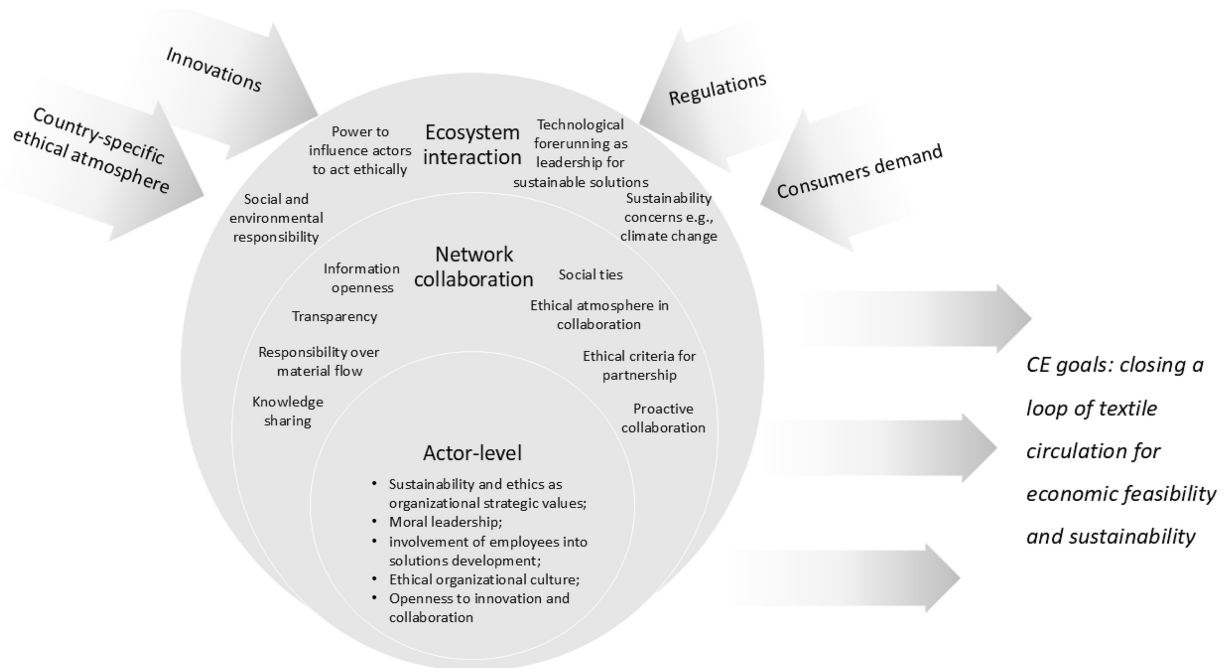 Innovations
Country-specific
ethical atmosphere
Regulations
Consumers demand
Ecosystem
interaction
Power to
influence actors
to act ethically
Technological
forerunning as
leadership for
sustainable solutions
Social and
environmental
responsibility
Sustainability
concerns e.g.,
climate change
Network
collaboration
Information
openness
Social ties
Transparency
Ethical atmosphere in
collaboration
Responsibility over
material flow
Ethical criteria for
partnership
Knowledge
sharing
Proactive
collaboration
Actor-level
• Sustainability and ethics as
organizational strategic values;
• Moral leadership;
• involvement of employees into
solutions development;
• Ethical organizational culture;
• Openness to innovation and
collaboration
CE goals: closing a
loop of textile
circulation for
economic feasibility
and sustainability